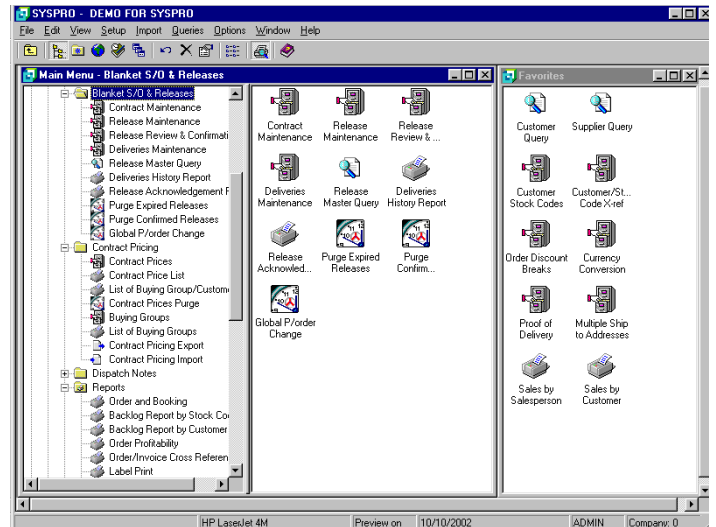 SYSPRO - DEMO FOR SYSPRO
File Edit View Setup Import Queries Options Window Help
Main Menu - Blanket S/O & Releases
Blanket S/O & Releases
Contract Maintenance
Release Maintenance
Release Review & Confirmati
Deliveries Maintenance
Release Master Query
Deliveries History Report
Release Acknowledgement F
Purge Expired Releases
Purge Confirmed Releases
Global P/order Change
Contract Pricing
Contract Prices
Contract Price List
List of Buying Group/Custom
Contract Prices Purge
Buying Groups
List of Buying Groups
Contract Pricing Export
Contract Pricing Import
Dispatch Notes
Reports
Order and Booking
Backlog Report by Stock Co
Backlog Report by Customer
Order Profitability
Order/Invoice Cross Referen
Label Print
Contract Maintenance
Release Maintenance
Release Review & ...
Deliveries Maintenance
Release Master Query
Deliveries History Report
Release Acknowled...
Purge Expired Releases
Purge Confirm...
Global P/order Change
Favorites
Customer Query
Supplier Query
Customer Stock Codes
Customer/St... Code X-ref
Order Discount Breaks
Currency Conversion
Proof of Delivery
Multiple Ship to Addresses
Sales by Salesperson
Sales by Customer
HP LaserJet 4M
Preview on
10/10/2002
ADMIN
Company: 0